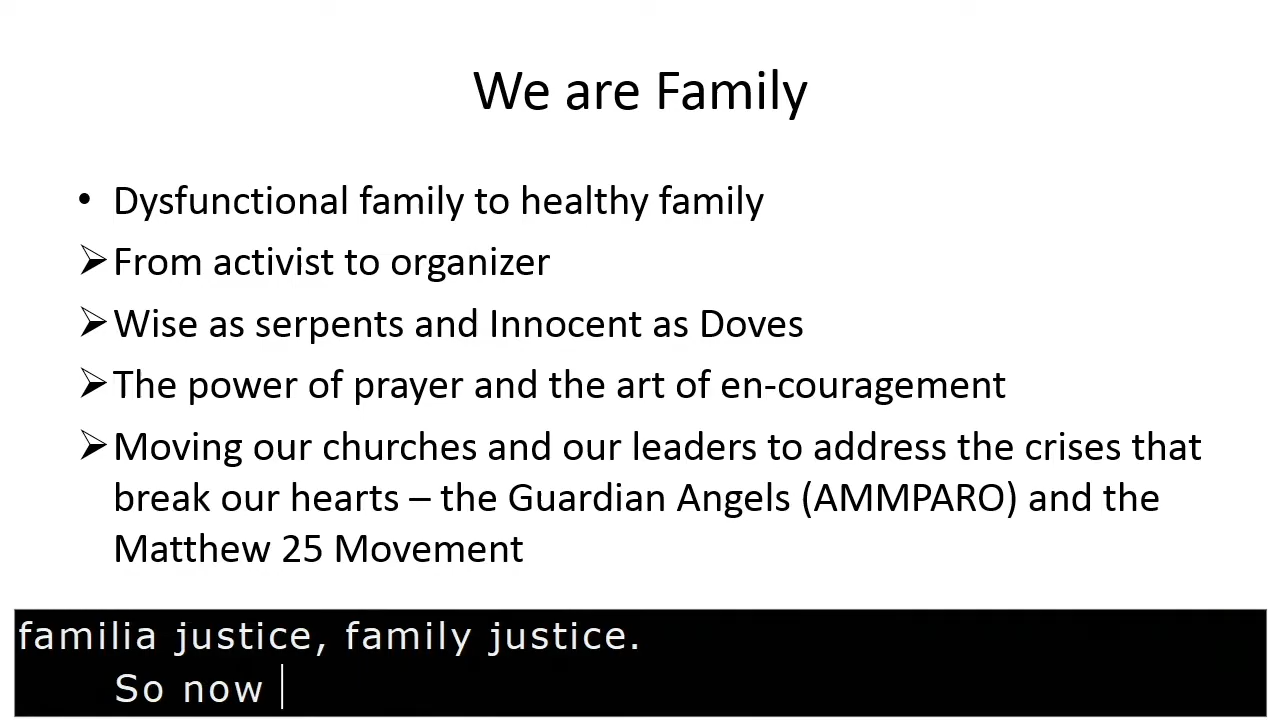 We are Family
• Dysfunctional family to healthy family
➢ From activist to organizer
➢ Wise as serpents and Innocent as Doves
➢ The power of prayer and the art of en-couragement
➢ Moving our churches and our leaders to address the crises that
break our hearts – the Guardian Angels (AMMPARO) and the
Matthew 25 Movement
familia justice, family justice.
So now